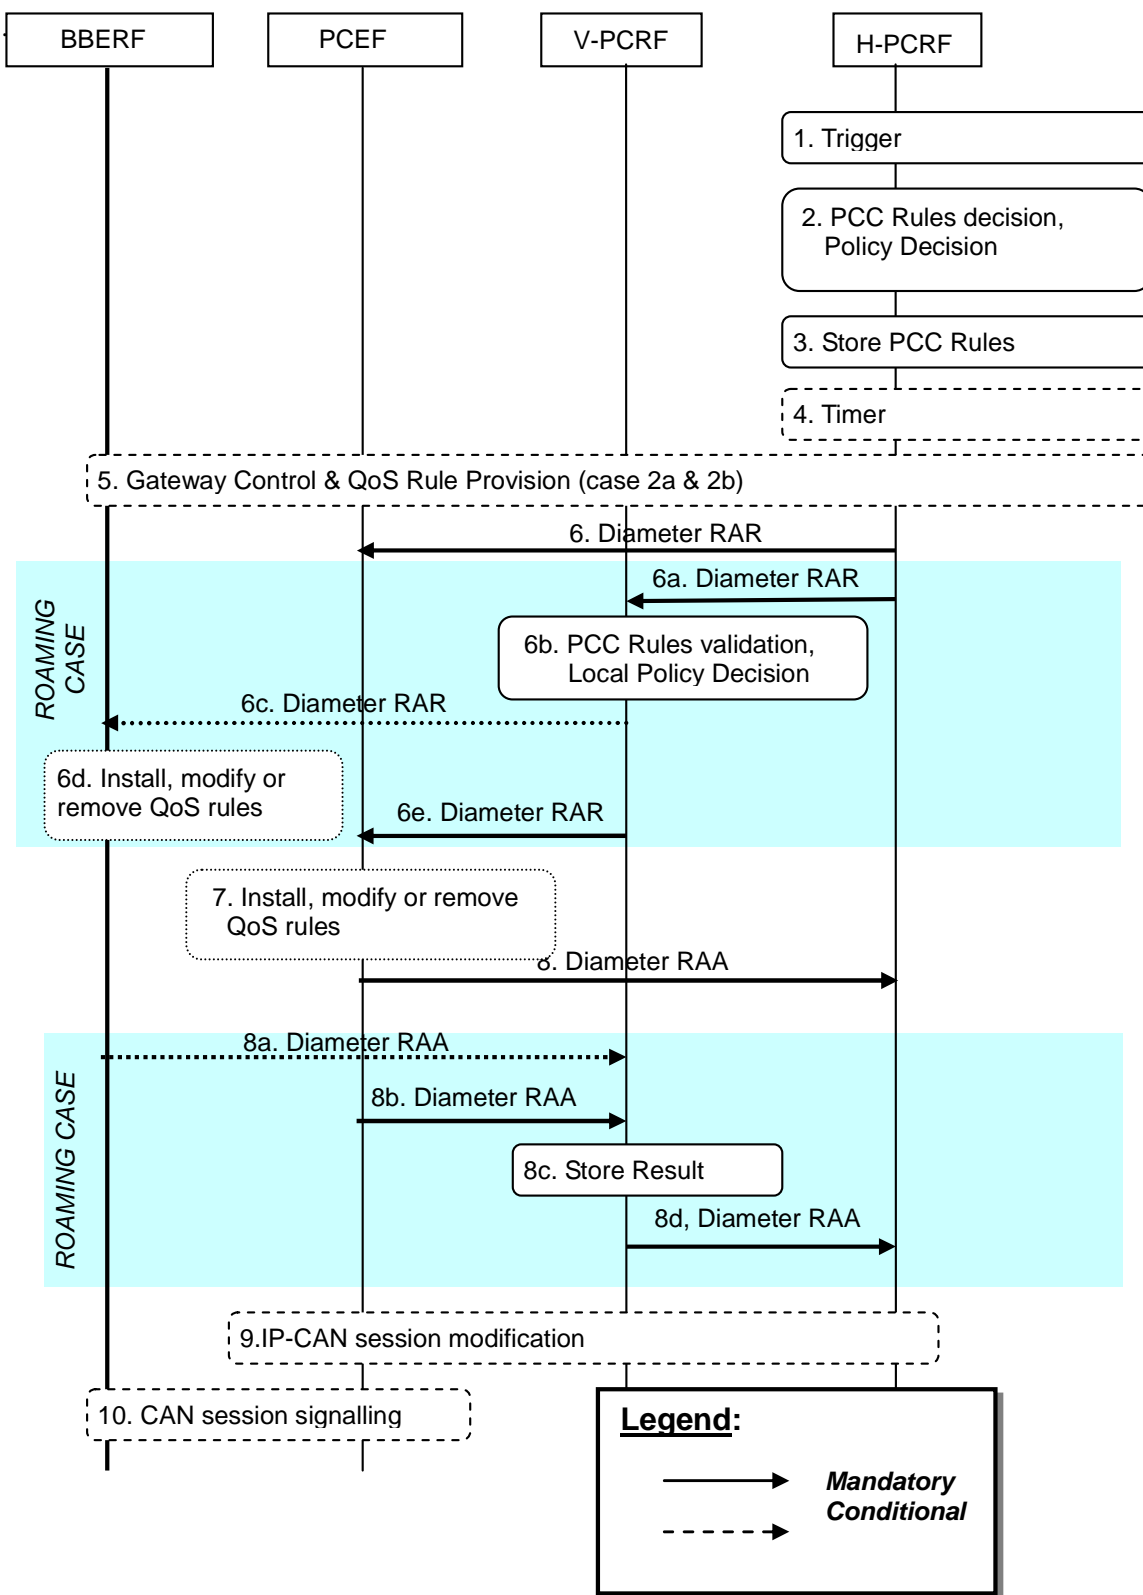 BBERF
PCEF
V-PCRF
H-PCRF
1. Trigger
2. PCC Rules decision,
Policy Decision
3. Store PCC Rules
4. Timer
5. Gateway Control & QoS Rule Provision (case 2a & 2b)
6. Diameter RAR
ROAMING
CASE
6a. Diameter RAR
6b. PCC Rules validation,
Local Policy Decision
6c. Diameter RAR
6d. Install, modify or
remove QoS rules
6e. Diameter RAR
7. Install, modify or remove
QoS rules
8. Diameter RAA
ROAMING CASE
8a. Diameter RAA
8b. Diameter RAA
8c. Store Result
8d, Diameter RAA
9.IP-CAN session modification
10. CAN session signalling
Legend:
Mandatory
Conditional